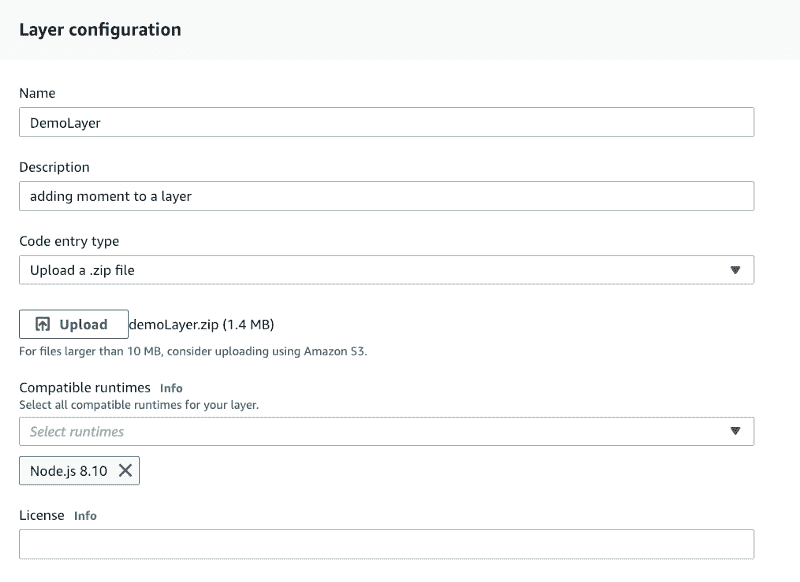 Layer configuration
Name
DemoLayer
Description
adding moment to a layer
Code entry type
Upload a .zip file
Upload demoLayer.zip (1.4 MB)
For files larger than 10 MB, consider uploading using Amazon S3.
Compatible runtimes Info
Select all compatible runtimes for your layer.
Select runtimes
Node.js 8.10
License Info